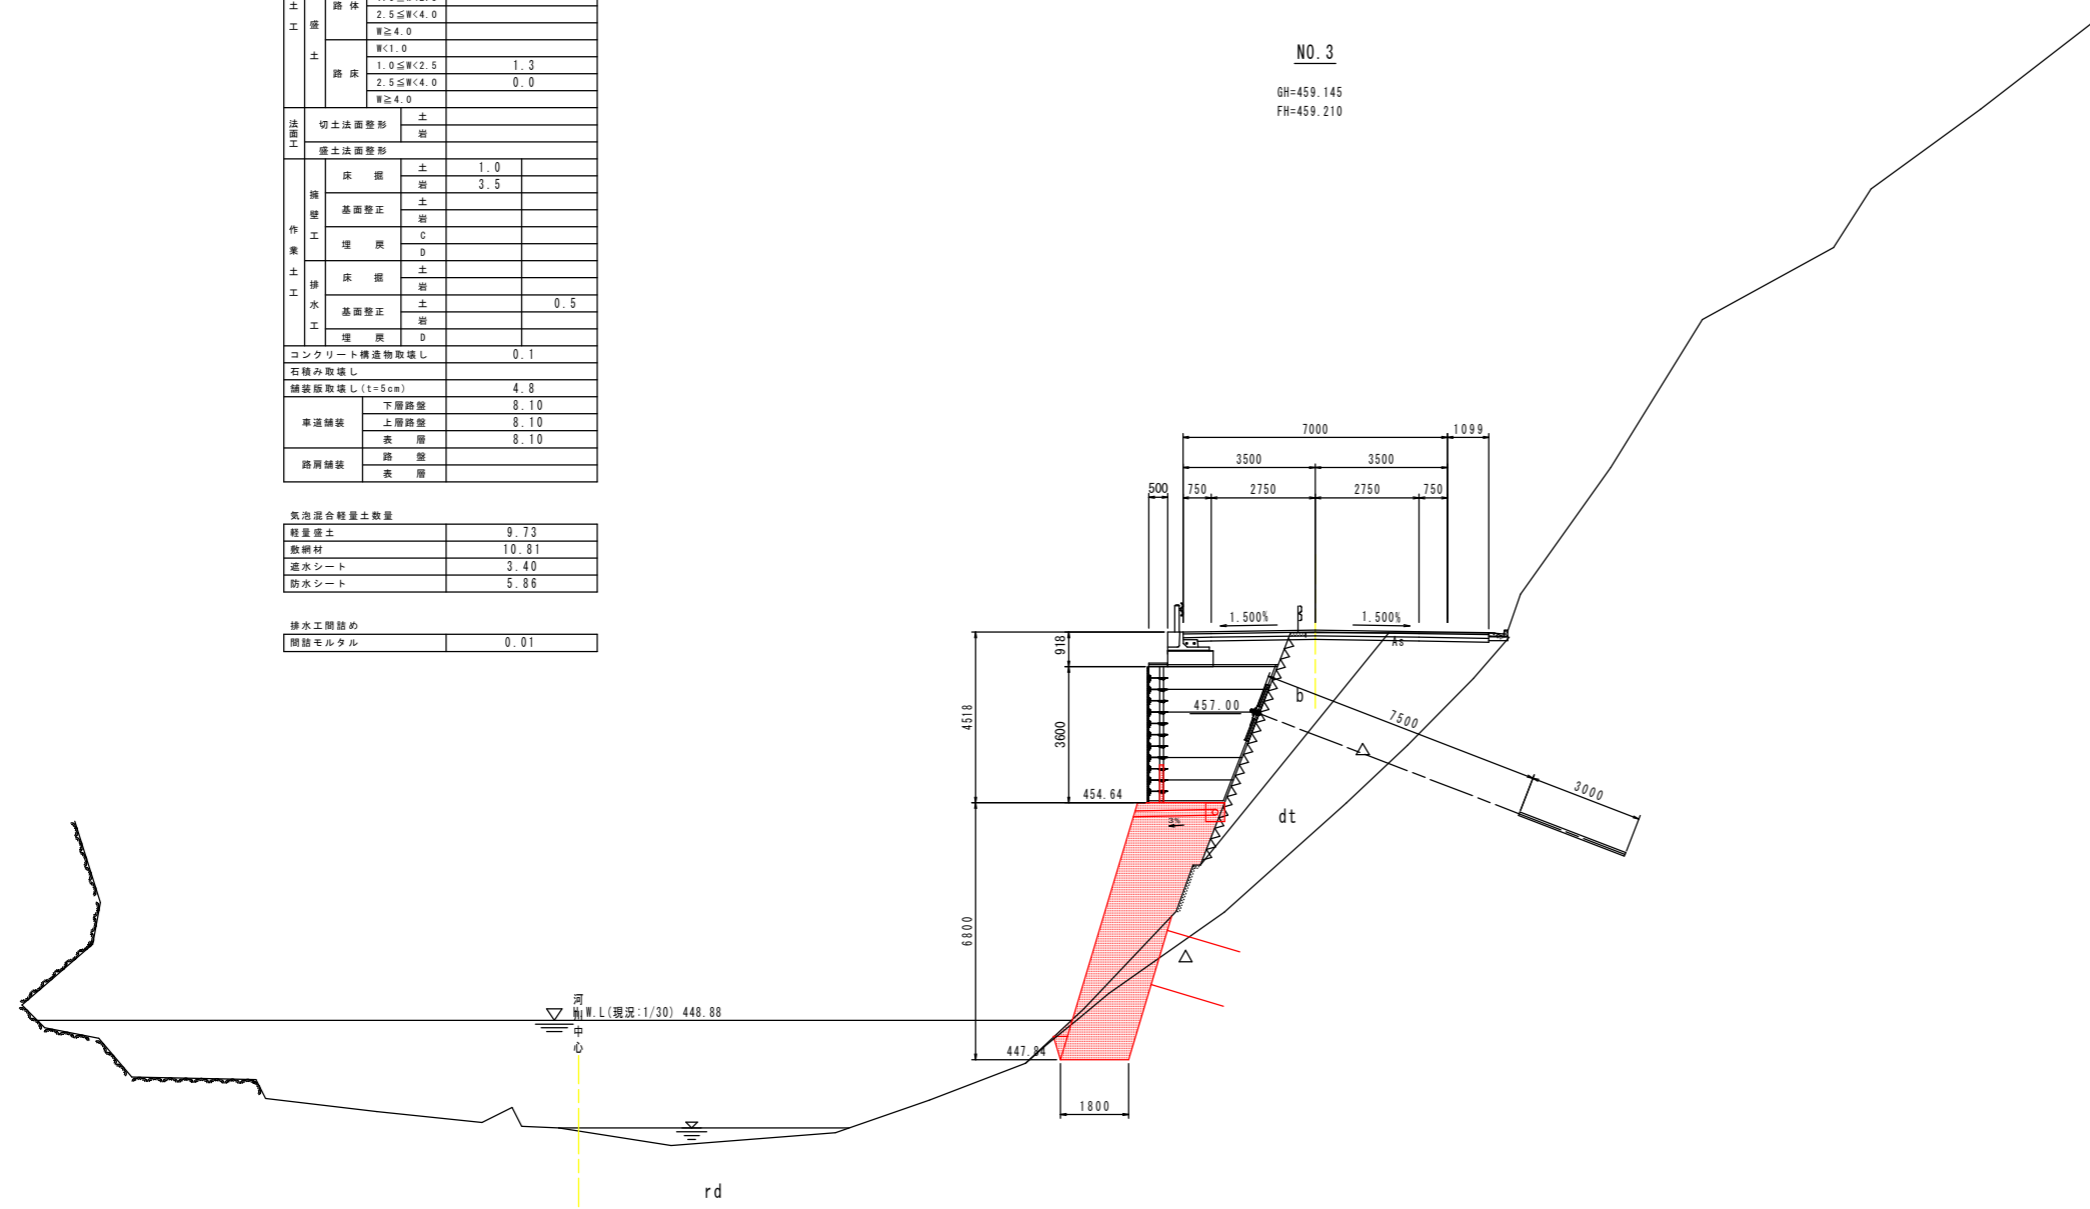 土工
盛土
路体
2.5≦W<4.0
W≧4.0
路床
W<1.0
1.0≦W<2.5 1.3
2.5≦W<4.0 0.0
W≧4.0
法面工
切土法面整形 土
岩
盛土法面整形
作業土工
擁壁工
床掘 土 1.0
岩 3.5
基面整正 土
岩
埋戻 C
D
排水工
床掘 土
岩
基面整正 土 0.5
岩
埋戻 D
コンクリート構造物取壊し 0.1
石積み取壊し
舗装版取壊し(t=5cm) 4.8
車道舗装 下層路盤 8.10
上層路盤 8.10
表層 8.10
路肩舗装 路盤
表層
気泡混合軽量土数量
軽量盛土 9.73
敷網材 10.81
遮水シート 3.40
防水シート 5.86
排水工間詰め
間詰モルタル 0.01
NO.3
GH=459.145
FH=459.210
7000 1099
3500 3500
500 750 2750 2750 750
1.500% 1.500%
As
918
4518
3600
457.00
b
7500
3000
454.64
3%
dt
6800
河川中心
H.W.L(現況:1/30) 448.88
447.84
1800
rd